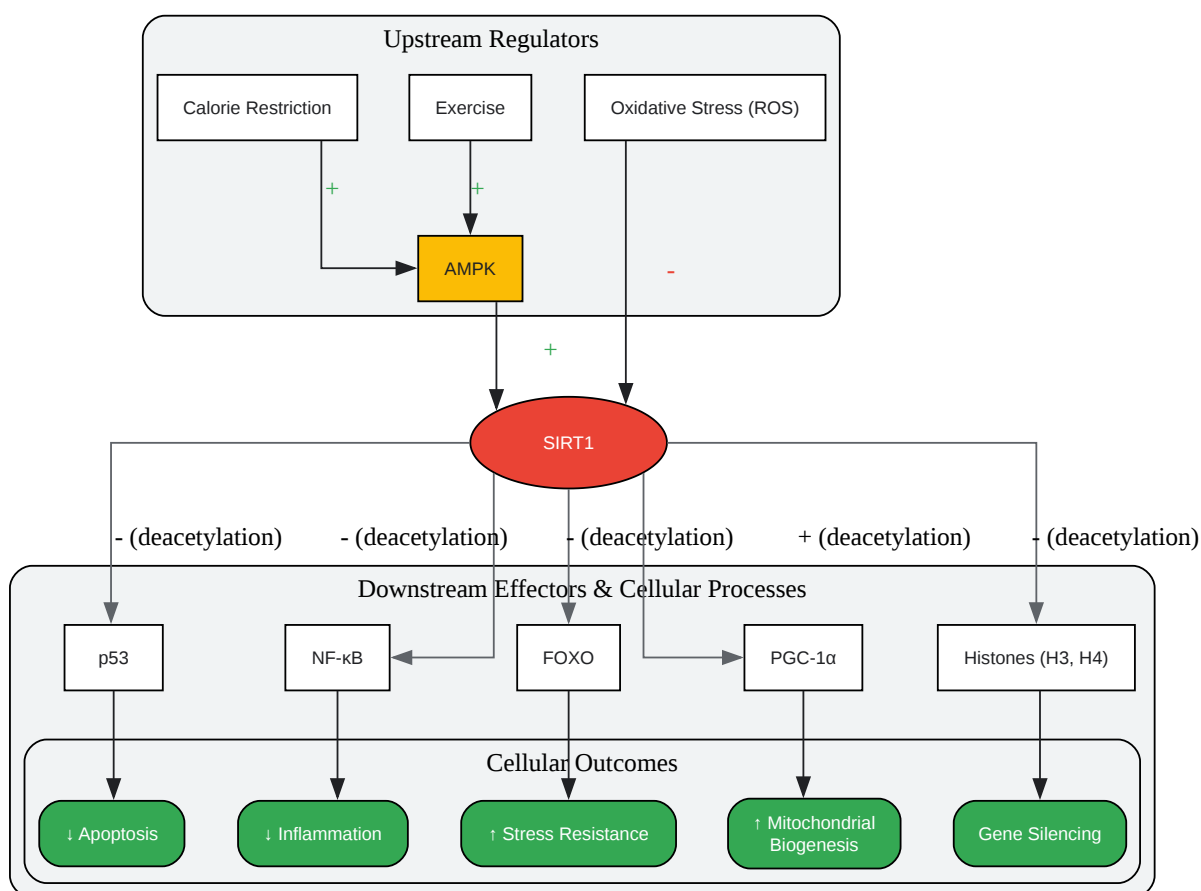 Upstream Regulators
Calorie Restriction
Exercise
Oxidative Stress (ROS)
+
+
AMPK
-
+
SIRT1
- (deacetylation)
- (deacetylation)
- (deacetylation)
+ (deacetylation)
- (deacetylation)
Downstream Effectors & Cellular Processes
p53
NF-κB
FOXO
PGC-1α
Histones (H3, H4)
Cellular Outcomes
↓ Apoptosis
↓ Inflammation
↑ Stress Resistance
↑ Mitochondrial
Biogenesis
Gene Silencing